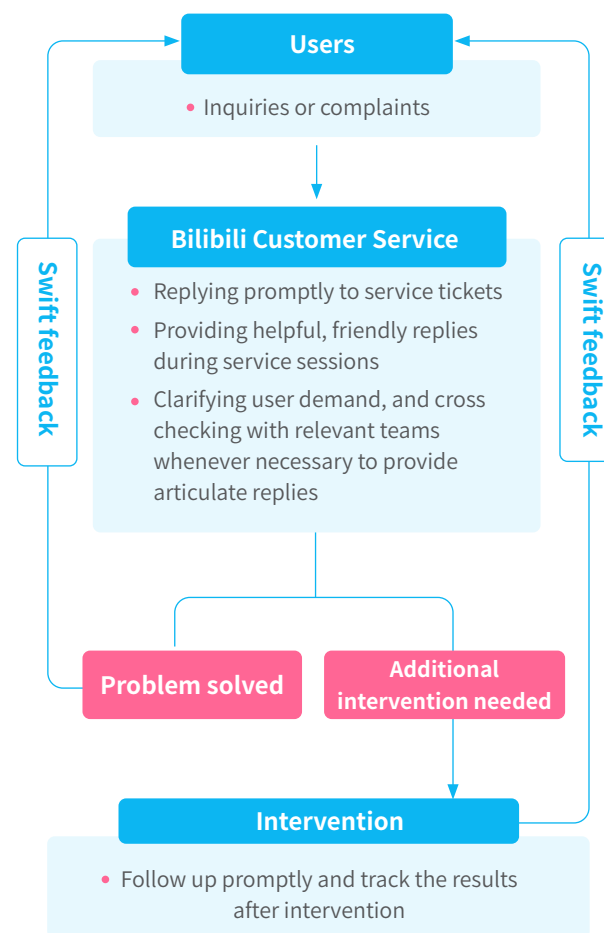 Users
Inquiries or complaints
Bilibili Customer Service
Replying promptly to service tickets
Providing helpful, friendly replies
during service sessions
Clarifying user demand, and cross
checking with relevant teams
whenever necessary to provide
articulate replies
Swift feedback
Swift feedback
Problem solved
Additional
intervention needed
Intervention
Follow up promptly and track the results
after intervention